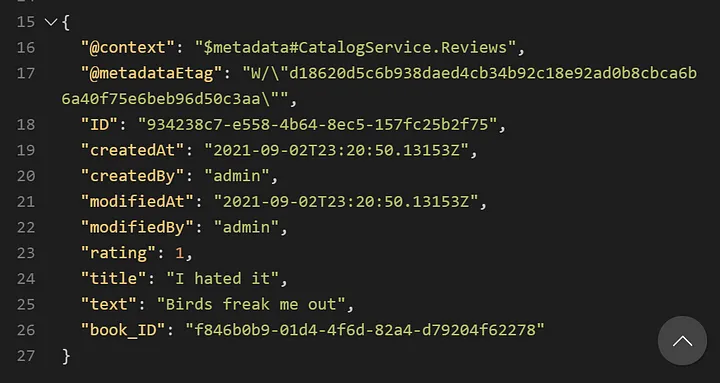 15 {
16 "@context": "$metadata#CatalogService.Reviews",
17 "@metadataEtag": "W/\"d18620d5c6b938daed4cb34b92c18e92ad0b8cbca6b
6a40f75e6beb96d50c3aa\"",
18 "ID": "934238c7-e558-4b64-8ec5-157fc25b2f75",
19 "createdAt": "2021-09-02T23:20:50.13153Z",
20 "createdBy": "admin",
21 "modifiedAt": "2021-09-02T23:20:50.13153Z",
22 "modifiedBy": "admin",
23 "rating": 1,
24 "title": "I hated it",
25 "text": "Birds freak me out",
26 "book_ID": "f846b0b9-01d4-4f6d-82a4-d79204f62278"
27 }